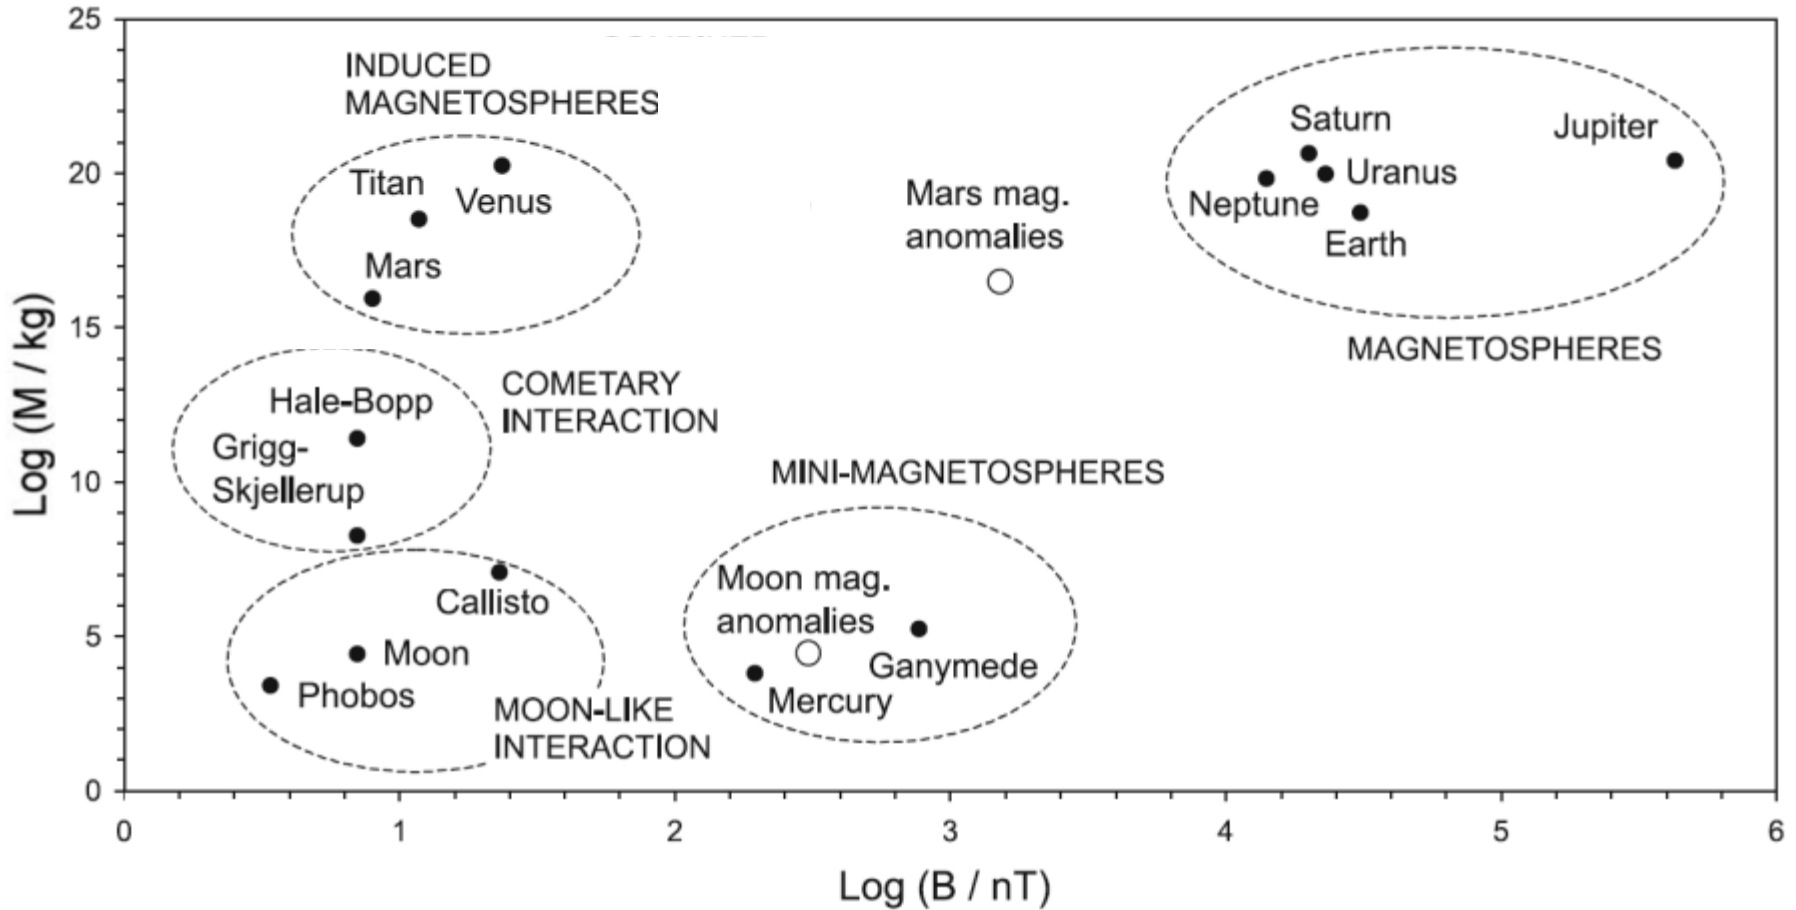 25
20
15
10
5
0
0
1
2
3
4
5
6
Log (M / kg)
Log (B / nT)
INDUCED
MAGNETOSPHERES
Titan
Venus
Mars
Hale-Bopp
Grigg-
Skjellerup
COMETARY
INTERACTION
Callisto
Moon
Phobos
MOON-LIKE
INTERACTION
MINI-MAGNETOSPHERES
Moon mag.
anomalies
Ganymede
Mercury
Mars mag.
anomalies
Saturn
Jupiter
Uranus
Neptune
Earth
MAGNETOSPHERES